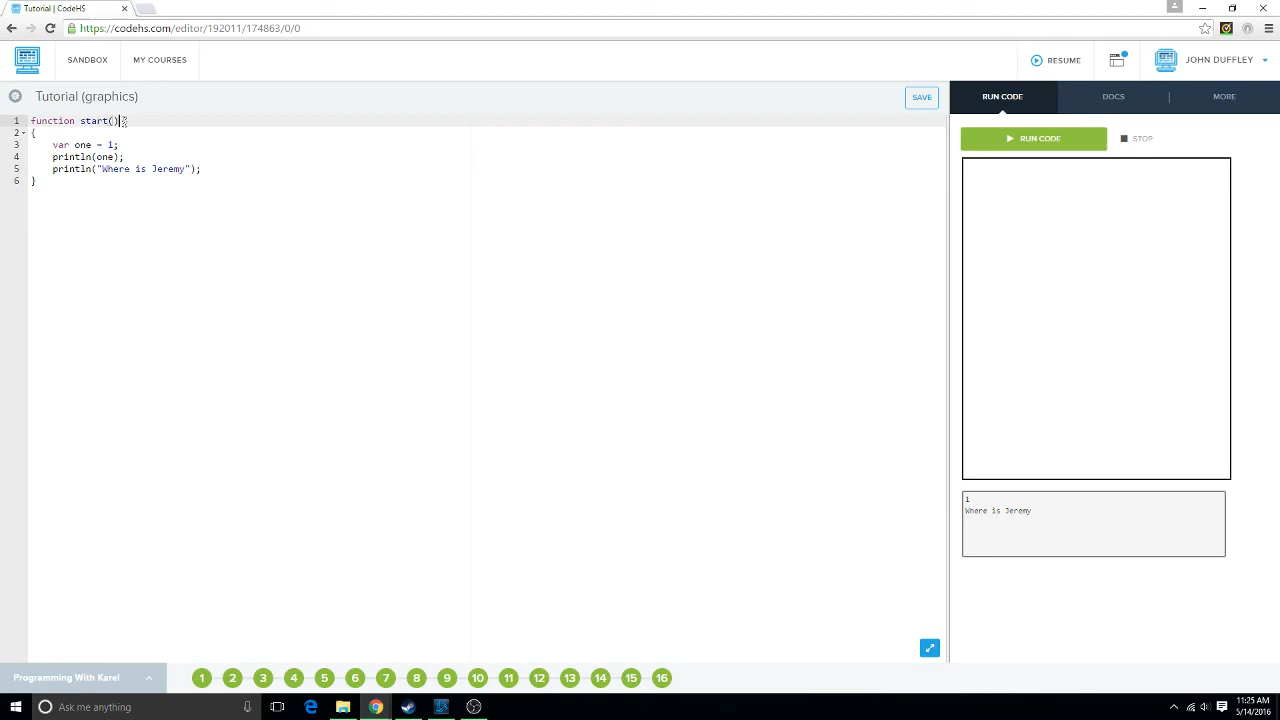 Tutorial | CodeHS
https://codehs.com/editor/192011/174863/0/0
SANDBOX
MY COURSES
RESUME
JOHN DUFFLEY
Tutorial (graphics)
SAVE
RUN CODE
DOCS
MORE
1 function start()
2 {
3 var one = 1;
4 println(one);
5 println("Where is Jeremy");
6 }
RUN CODE
STOP
1
Where is Jeremy
Programming With Karel
1 2 3 4 5 6 7 8 9 10 11 12 13 14 15 16
Ask me anything
11:25 AM
5/14/2016